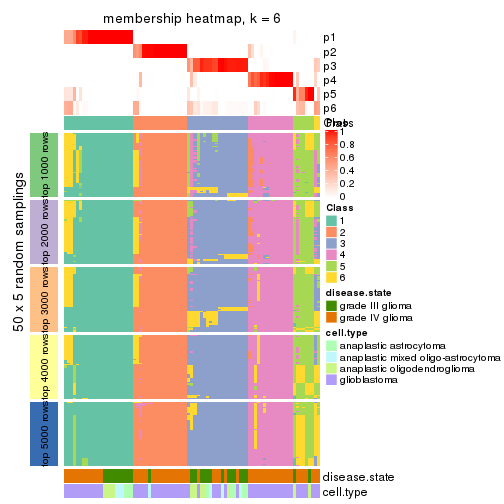 membership heatmap, k = 6
p1
p2
p3
p4
p5
p6
Class
Prob
1
0.8
0.6
0.4
0.2
0
Class
1
2
3
4
5
6
disease.state
grade III glioma
grade IV glioma
cell.type
anaplastic astrocytoma
anaplastic mixed oligo-astrocytoma
anaplastic oligodendroglioma
glioblastoma
50 x 5 random samplings
top 1000 rows
top 2000 rows
top 3000 rows
top 4000 rows
top 5000 rows
disease.state
cell.type